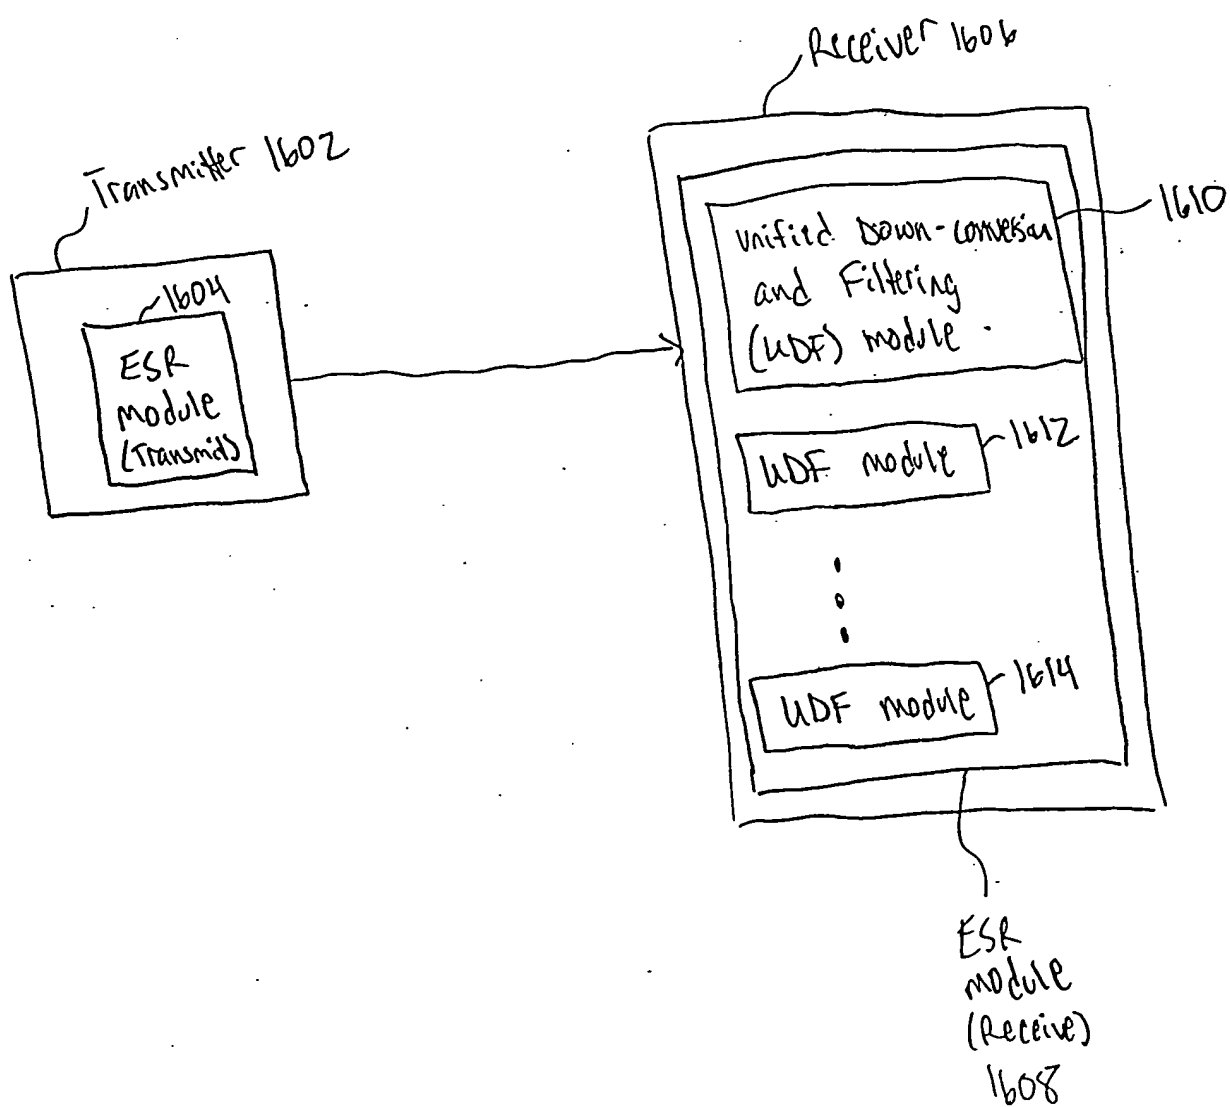 Transmitter 1602
1604
ESR
module
(Transmit)
Receiver 1606
1610
Unified Down-conversion
and Filtering
(UDF) module
UDF module
1612
UDF module
1614
ESR
module
(Receive)
1608